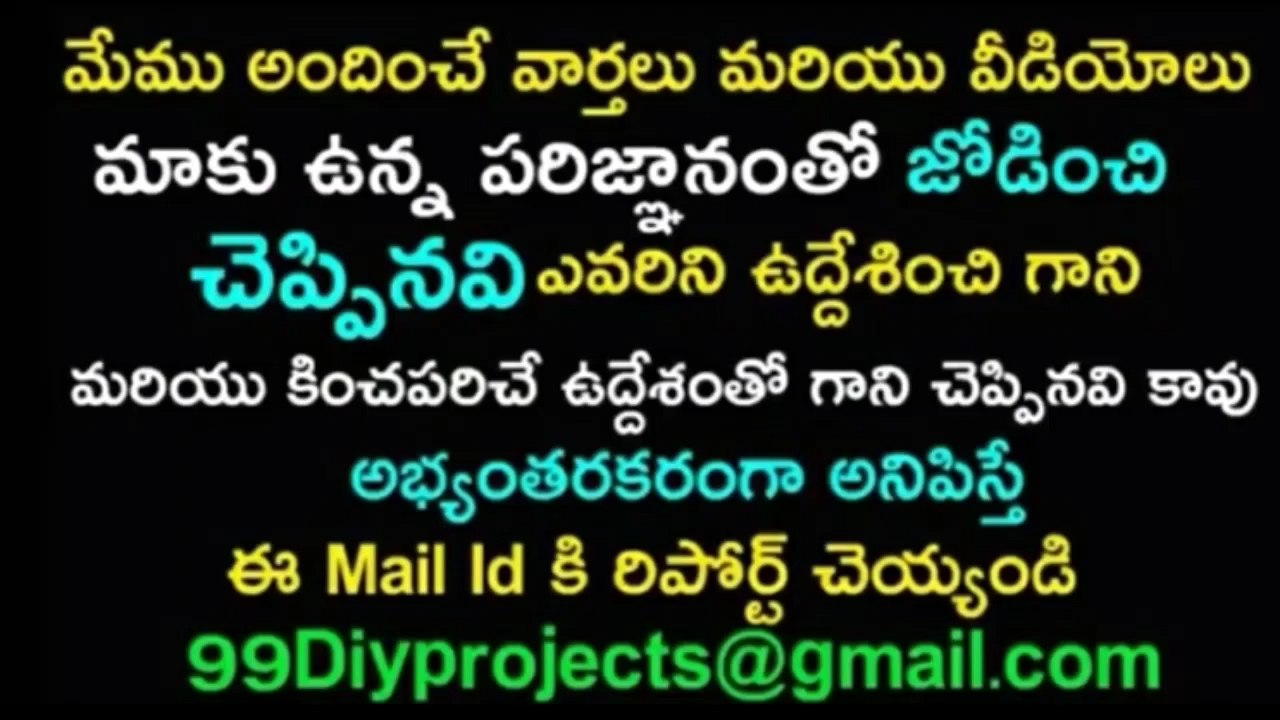 మేము అందించే వార్తలు మరియు వీడియోలు
మాకు ఉన్న పరిజ్ఞానంతో జోడించి
చెప్పినవి ఎవరిని ఉద్దేశించి గాని
మరియు కించపరిచే ఉద్దేశంతో గాని చెప్పినవి కావు
అభ్యంతరకరంగా అనిపిస్తే
ఈ Mail Id కి రిపోర్ట్ చెయ్యండి
99Diyprojects@gmail.com